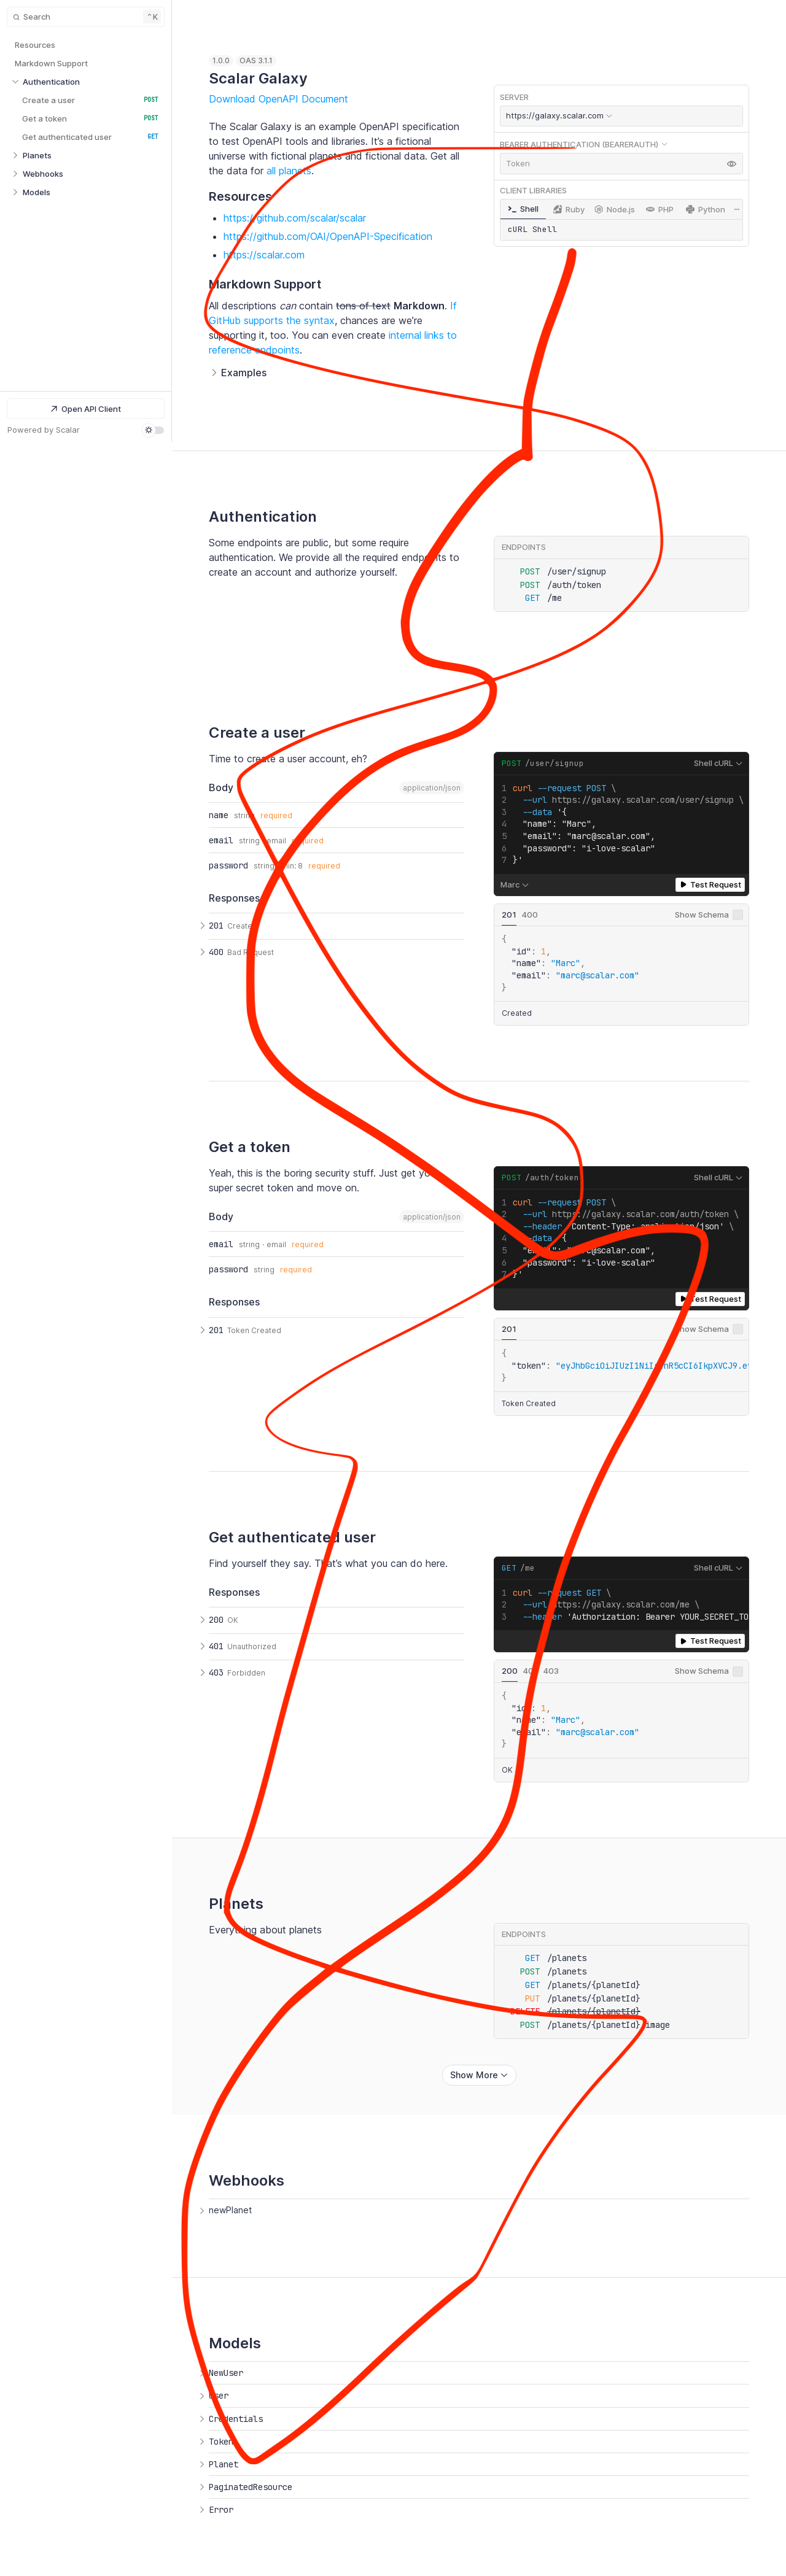 Search
⌃K
Resources
Markdown Support
Authentication
Create a user POST
Get a token POST
Get authenticated user GET
Planets
Webhooks
Models
Open API Client
Powered by Scalar
1.0.0 OAS 3.1.1
Scalar Galaxy
Download OpenAPI Document
The Scalar Galaxy is an example OpenAPI specification
to test OpenAPI tools and libraries. It's a fictional
universe with fictional planets and fictional data. Get all
the data for all planets.
Resources
https://github.com/scalar/scalar
https://github.com/OAI/OpenAPI-Specification
https://scalar.com
Markdown Support
All descriptions can contain tons of text Markdown. If
GitHub supports the syntax, chances are we're
supporting it, too. You can even create internal links to
reference endpoints.
Examples
SERVER
https://galaxy.scalar.com
BEARER AUTHENTICATION (BEARERAUTH)
Token
CLIENT LIBRARIES
Shell Ruby Node.js PHP Python
cURL Shell
Authentication
Some endpoints are public, but some require
authentication. We provide all the required endpoints to
create an account and authorize yourself.
ENDPOINTS
POST /user/signup
POST /auth/token
GET /me
Create a user
Time to create a user account, eh?
Body application/json
name string required
email string · email required
password string min: 8 required
Responses
201 Created
400 Bad Request
POST /user/signup Shell cURL
1 curl --request POST \
2 --url https://galaxy.scalar.com/user/signup \
3 --data '{
4 "name": "Marc",
5 "email": "marc@scalar.com",
6 "password": "i-love-scalar"
7 }'
Marc Test Request
201 400 Show Schema
{
"id": 1,
"name": "Marc",
"email": "marc@scalar.com"
}
Created
Get a token
Yeah, this is the boring security stuff. Just get your
super secret token and move on.
Body application/json
email string · email required
password string required
Responses
201 Token Created
POST /auth/token Shell cURL
1 curl --request POST \
2 --url https://galaxy.scalar.com/auth/token \
3 --header 'Content-Type: application/json' \
4 --data '{
5 "email": "marc@scalar.com",
6 "password": "i-love-scalar"
7 }'
Test Request
201 Show Schema
{
"token":
}
Token Created
Get authenticated user
Find yourself they say. That's what you can do here.
Responses
200 OK
401 Unauthorized
403 Forbidden
GET /me Shell cURL
1 curl --request GET \
2 --url https://galaxy.scalar.com/me \
3 --header 'Authorization: Bearer YOUR_SECRET_TO
Test Request
200 401 403 Show Schema
{
"id": 1,
"name": "Marc",
"email": "marc@scalar.com"
}
OK
Planets
Everything about planets
ENDPOINTS
GET /planets
POST /planets
GET /planets/{planetId}
PUT /planets/{planetId}
DELETE /planets/{planetId}
POST /planets/{planetId}/image
Show More
Webhooks
newPlanet
Models
NewUser
User
Credentials
Token
Planet
PaginatedResource
Error